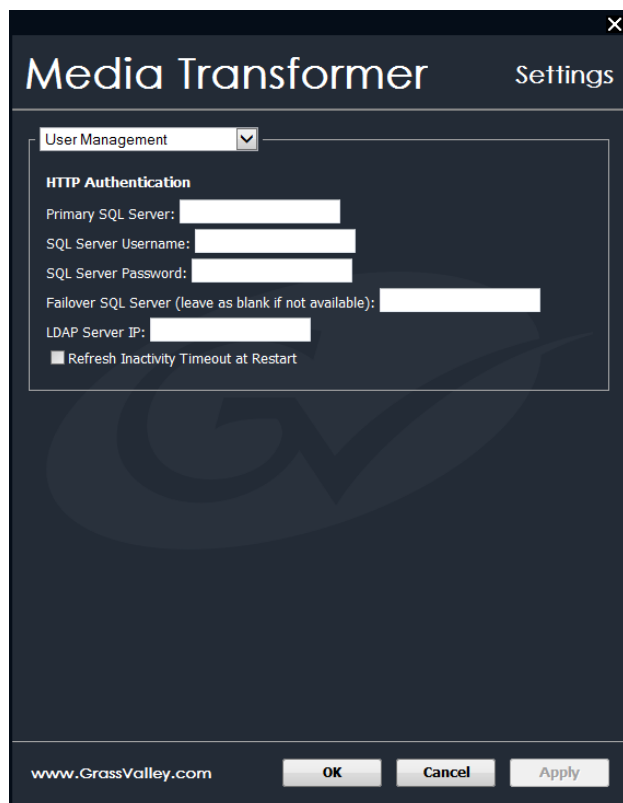 Media Transformer Settings
User Management
HTTP Authentication
Primary SQL Server:
SQL Server Username:
SQL Server Password:
Failover SQL Server (leave as blank if not available):
LDAP Server IP:
Refresh Inactivity Timeout at Restart
www.GrassValley.com OK Cancel Apply